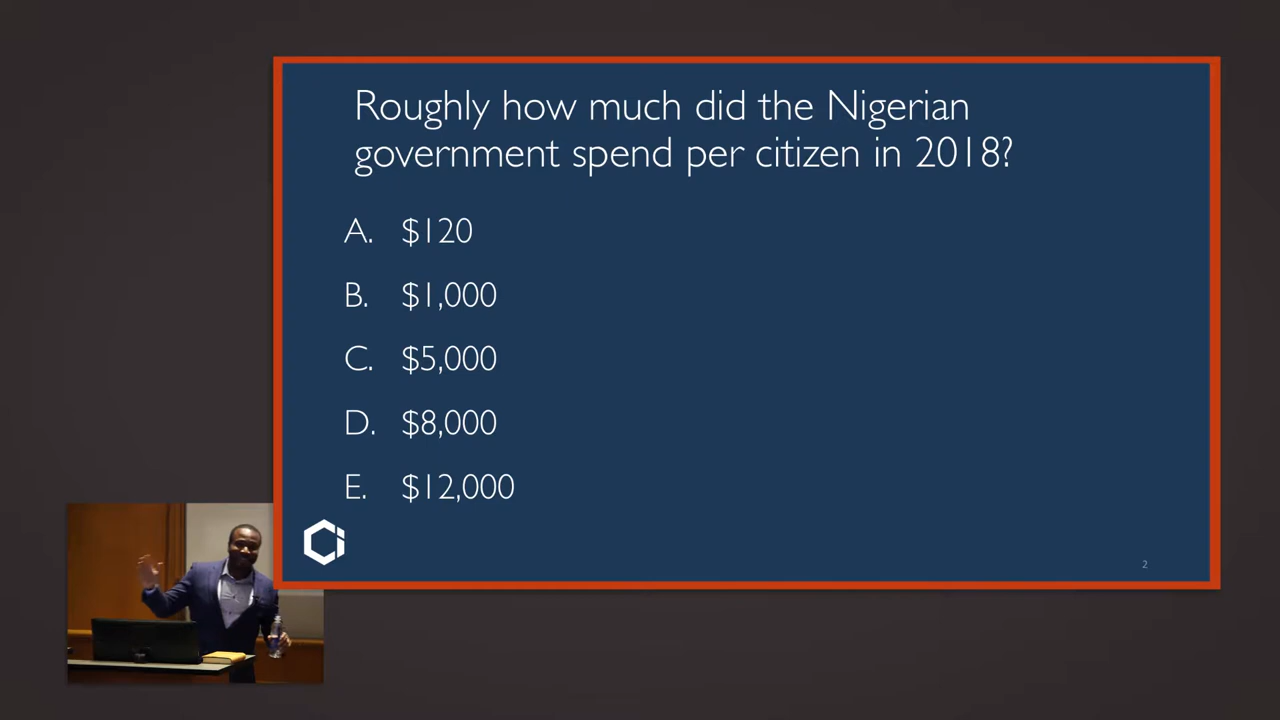 Roughly how much did the Nigerian
government spend per citizen in 2018?
A. $120
B. $1,000
C. $5,000
D. $8,000
E. $12,000
2